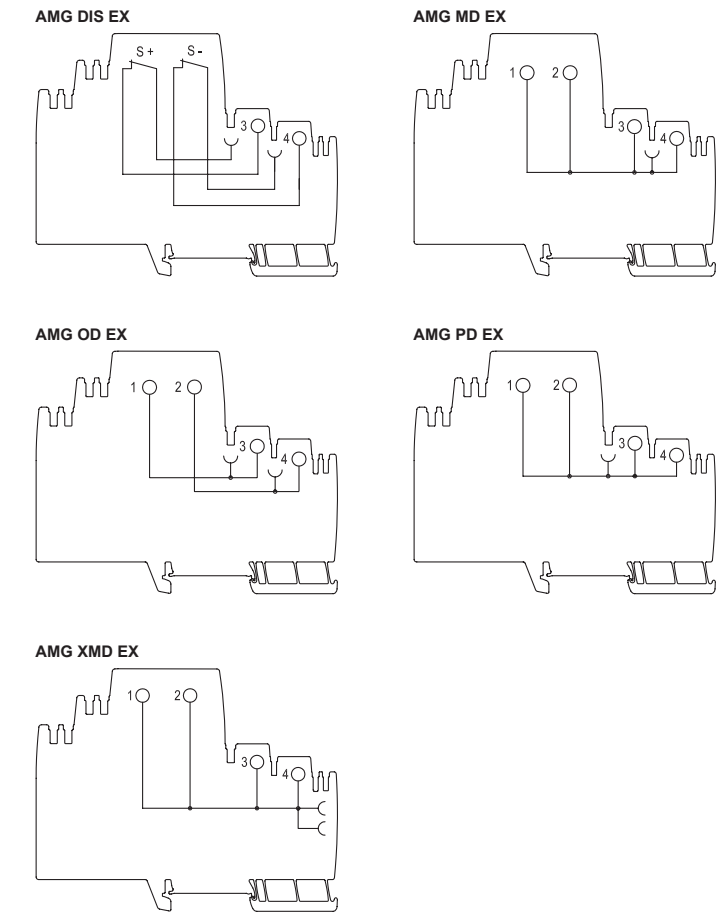 AMG DIS EX
S+ S-
3
4
AMG MD EX
1 2
3
4
AMG OD EX
1 2
3
4
AMG PD EX
1 2
3
4
AMG XMD EX
1 2
3
4